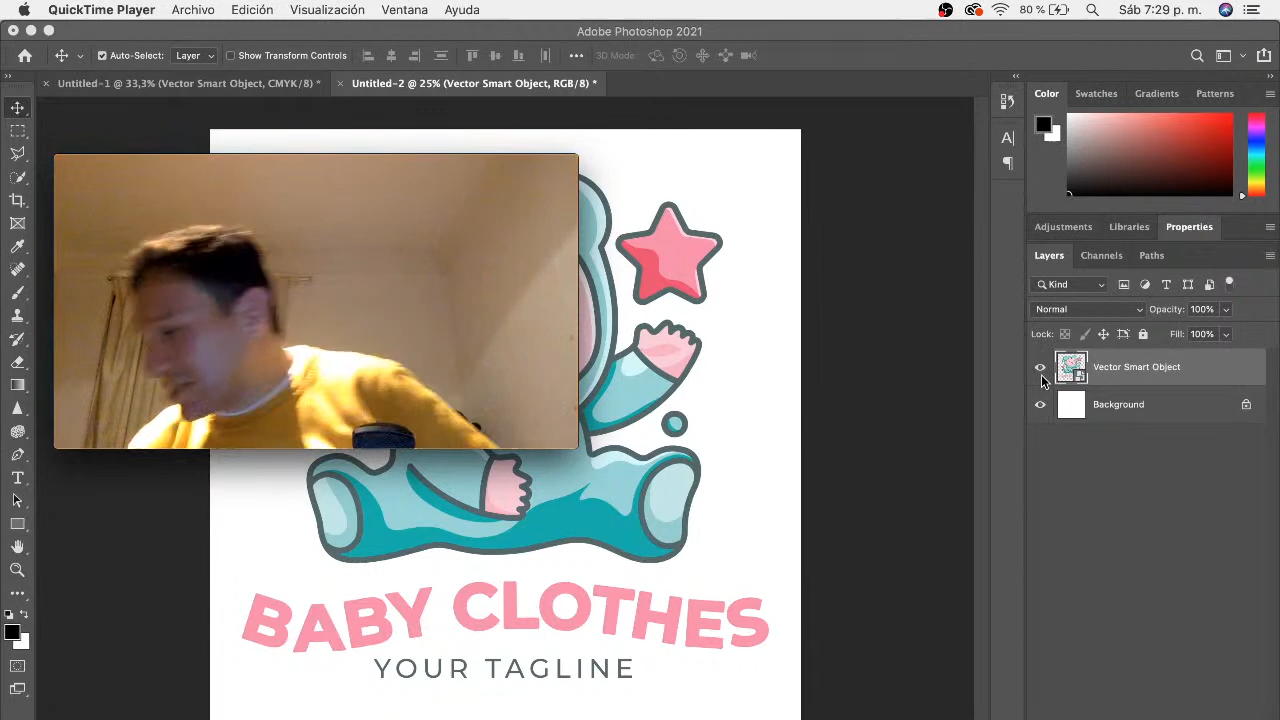 QuickTime Player Archivo Edición Visualización Ventana Ayuda 80 % Sáb 7:29 p. m.
Adobe Photoshop 2021
Auto-Select: Layer Show Transform Controls 3D Mode:
Untitled-1 @ 33,3% (Vector Smart Object, CMYK/8) *
Untitled-2 @ 25% (Vector Smart Object, RGB/8) *
Color Swatches Gradients Patterns
Adjustments Libraries Properties
Layers Channels Paths
Kind
Normal Opacity: 100%
Lock: Fill: 100%
Vector Smart Object
Background
BABY CLOTHES
YOUR TAGLINE